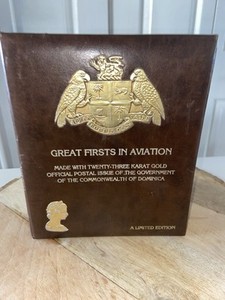 GREAT FIRSTS IN AVIATION
MADE WITH TWENTY-THREE KARAT GOLD
OFFICIAL POSTAL ISSUE OF THE GOVERNMENT
OF THE COMMONWEALTH OF DOMINICA
A LIMITED EDITION